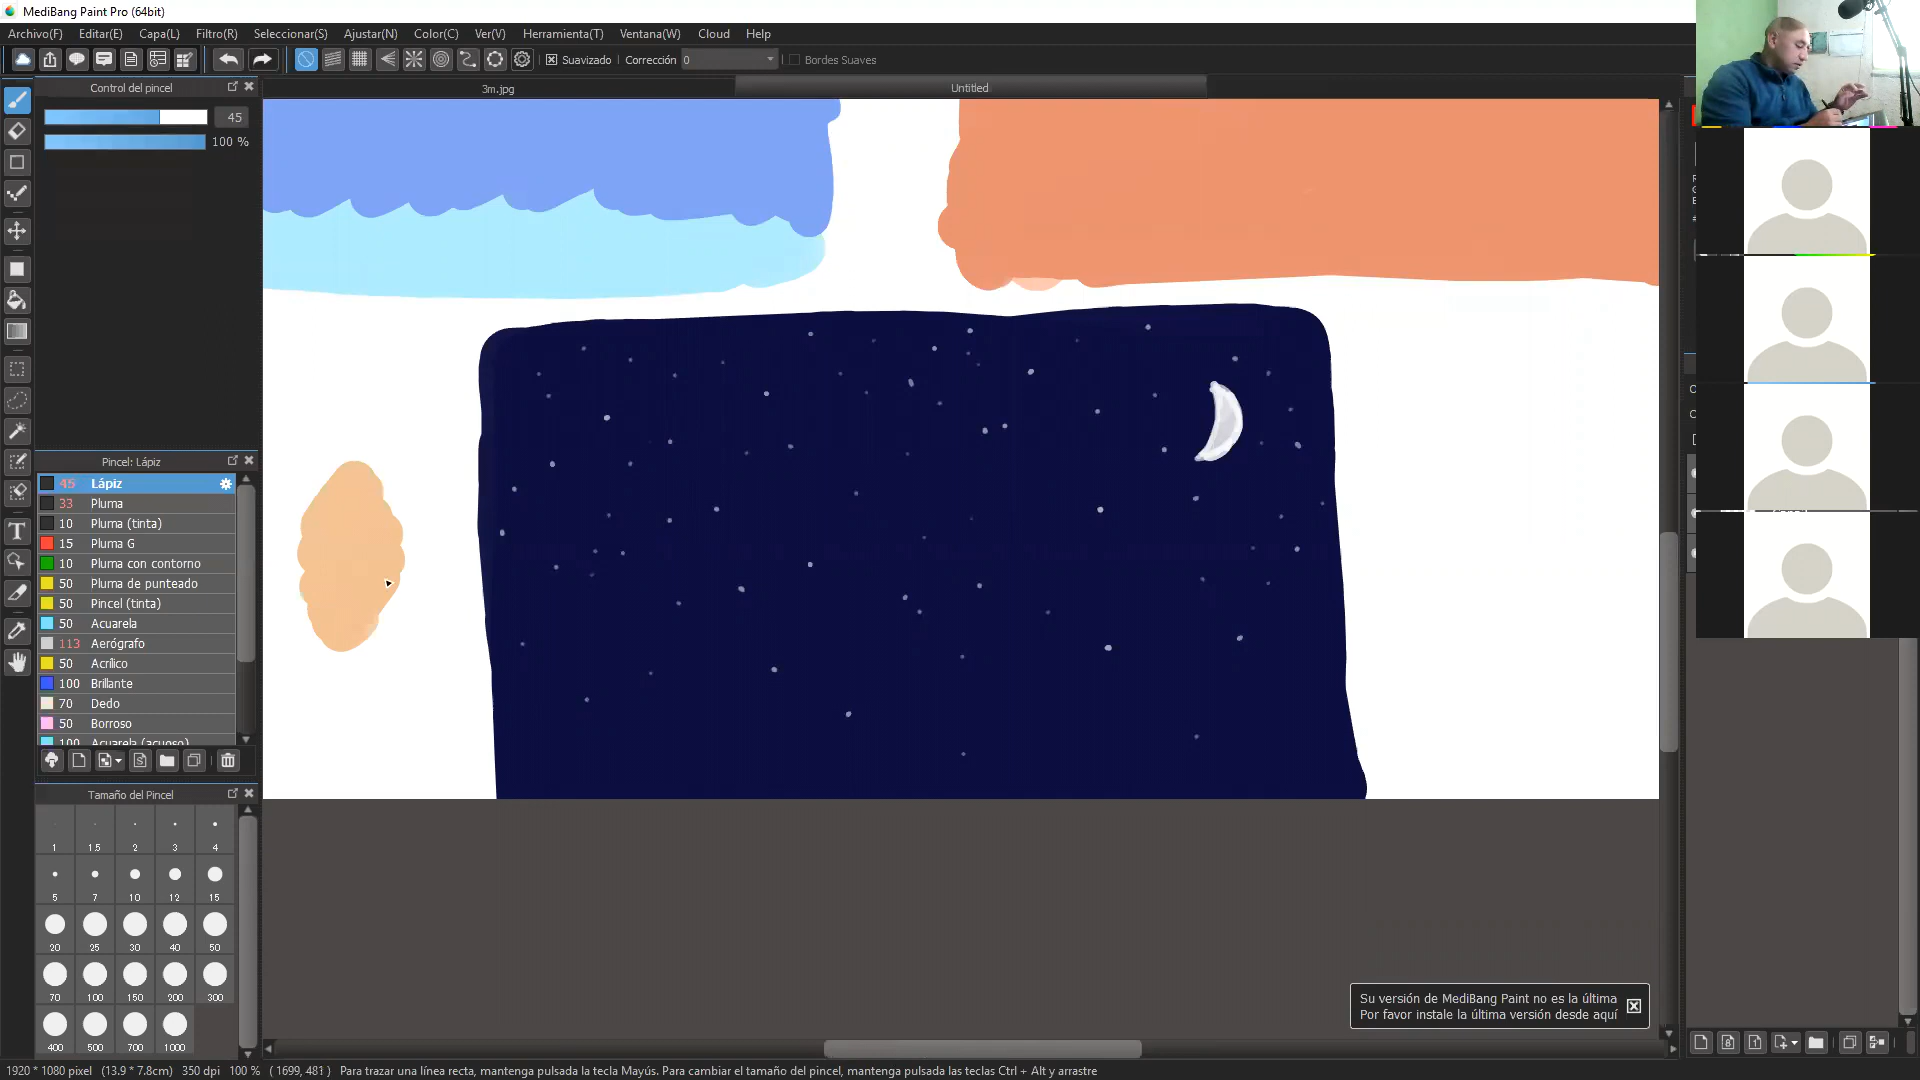 MediBang Paint Pro (64bit)
Archivo(F) Editar(E) Capa(L) Filtro(R) Seleccionar(S) Ajustar(N) Color(C) Ver(V) Herramienta(T) Ventana(W) Cloud Help
Suavizado Corrección 0 Bordes Suaves
Control del pincel
3m.jpg
Untitled
45
100 %
Pincel: Lápiz
45 Lápiz
33 Pluma
10 Pluma (tinta)
15 Pluma G
10 Pluma con contorno
50 Pluma de punteado
50 Pincel (tinta)
50 Acuarela
113 Aerógrafo
50 Acrílico
100 Brillante
70 Dedo
50 Borroso
100 Acuarela (acuoso)
Tamaño del Pincel
1 1.5 2 3 4
5 7 10 12 15
20 25 30 40 50
70 100 150 200 300
400 500 700 1000
Su versión de MediBang Paint no es la última
Por favor instale la última versión desde aquí
1920 * 1080 pixel (13.9 * 7.8cm) 350 dpi 100 % ( 1699, 481 ) Para trazar una línea recta, mantenga pulsada la tecla Mayús. Para cambiar el tamaño del pincel, mantenga pulsada las teclas Ctrl + Alt y arrastre